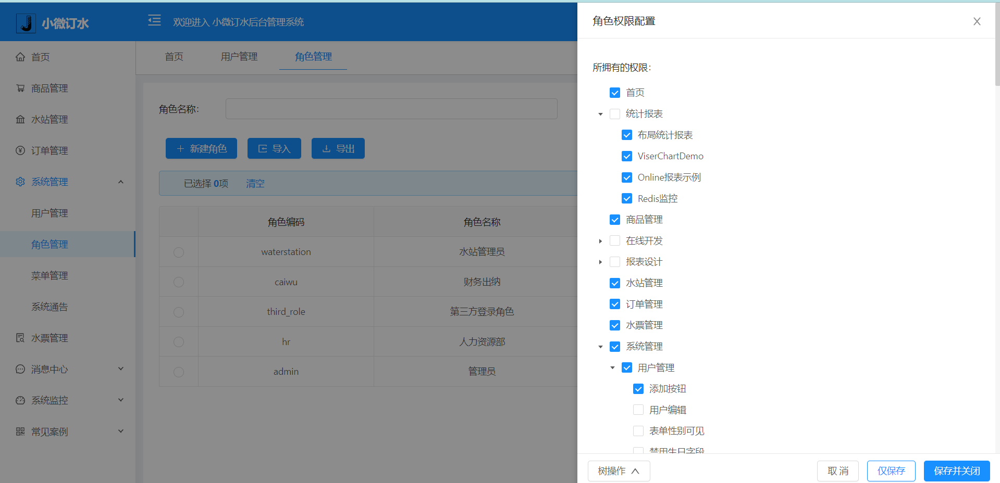 小微订水
欢迎进入 小微订水后台管理系统
首页
商品管理
水站管理
订单管理
系统管理
用户管理
角色管理
菜单管理
系统通告
水票管理
消息中心
系统监控
常见案例
首页 用户管理 角色管理
角色名称:
新建角色 导入 导出
已选择 0项 清空
角色编码 角色名称
waterstation 水站管理员
caiwu 财务出纳
third_role 第三方登录角色
hr 人力资源部
admin 管理员
角色权限配置
所拥有的权限:
首页
统计报表
布局统计报表
ViserChartDemo
Online报表示例
Redis监控
商品管理
在线开发
报表设计
水站管理
订单管理
水票管理
系统管理
用户管理
添加按钮
用户编辑
表单性别可见
禁用生日字段
树操作 取 消 仅保存 保存并关闭